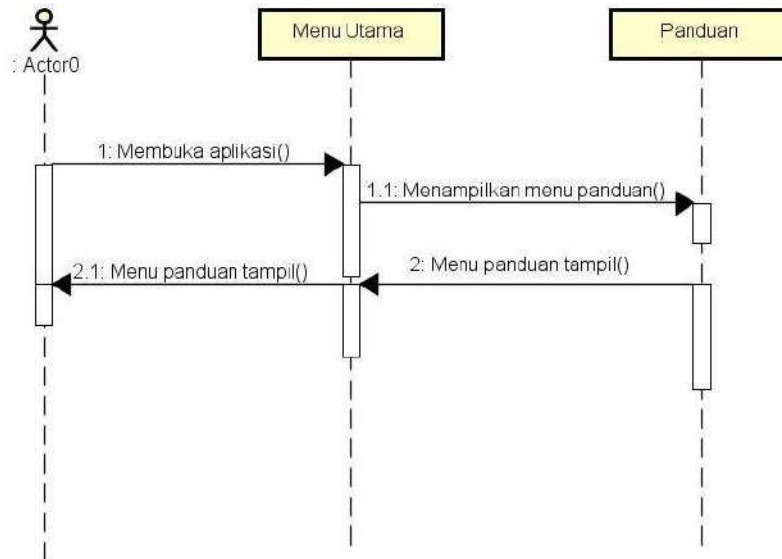 : Actor0
Menu Utama
Panduan
1: Membuka aplikasi()
1.1: Menampilkan menu panduan()
2.1: Menu panduan tampil()
2: Menu panduan tampil()